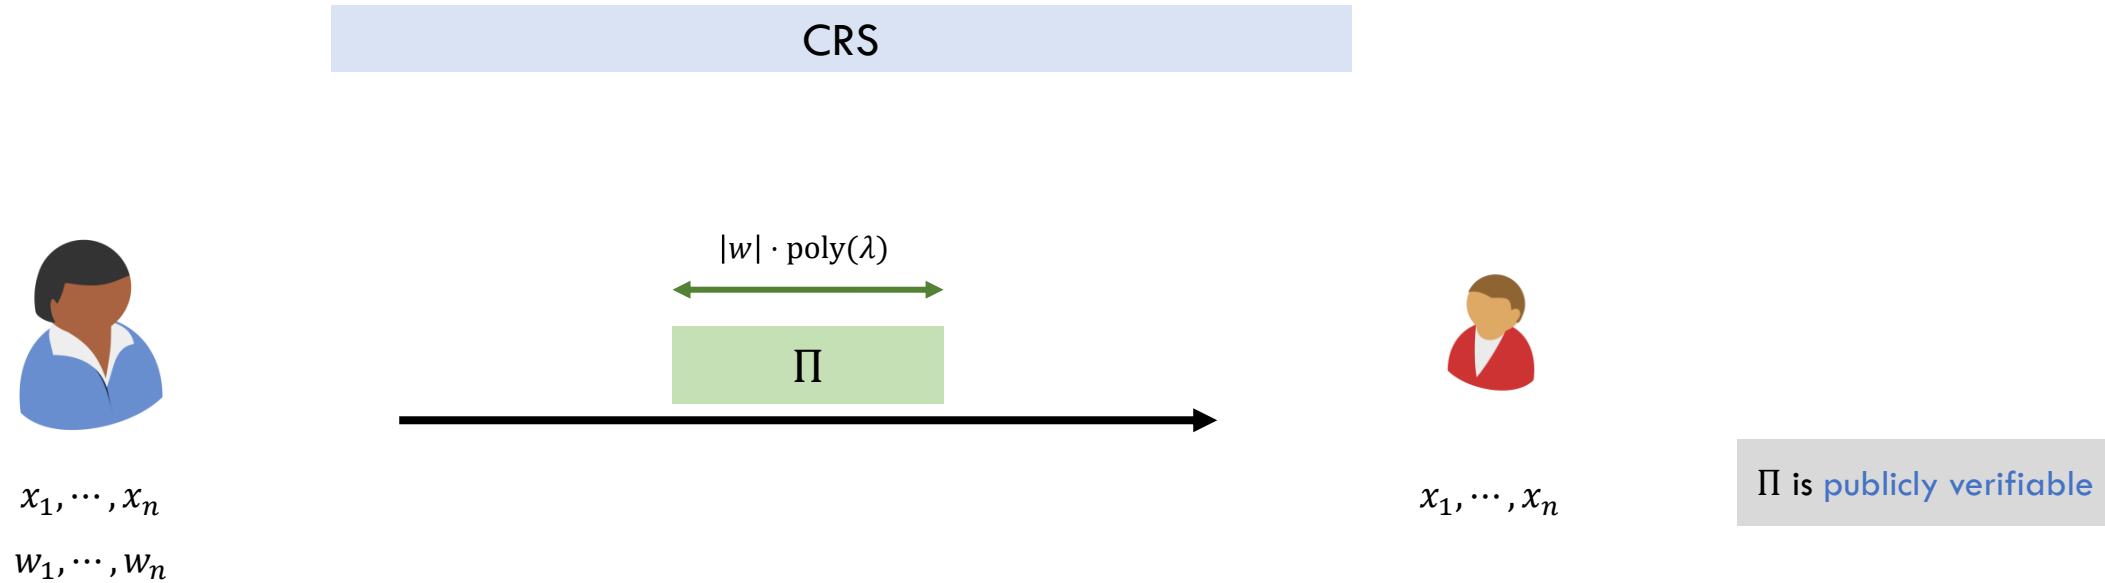 CRS
|w| · poly(λ)
Π
x₁, ⋯ , xₙ
w₁, ⋯ , wₙ
x₁, ⋯ , xₙ
Π is publicly verifiable